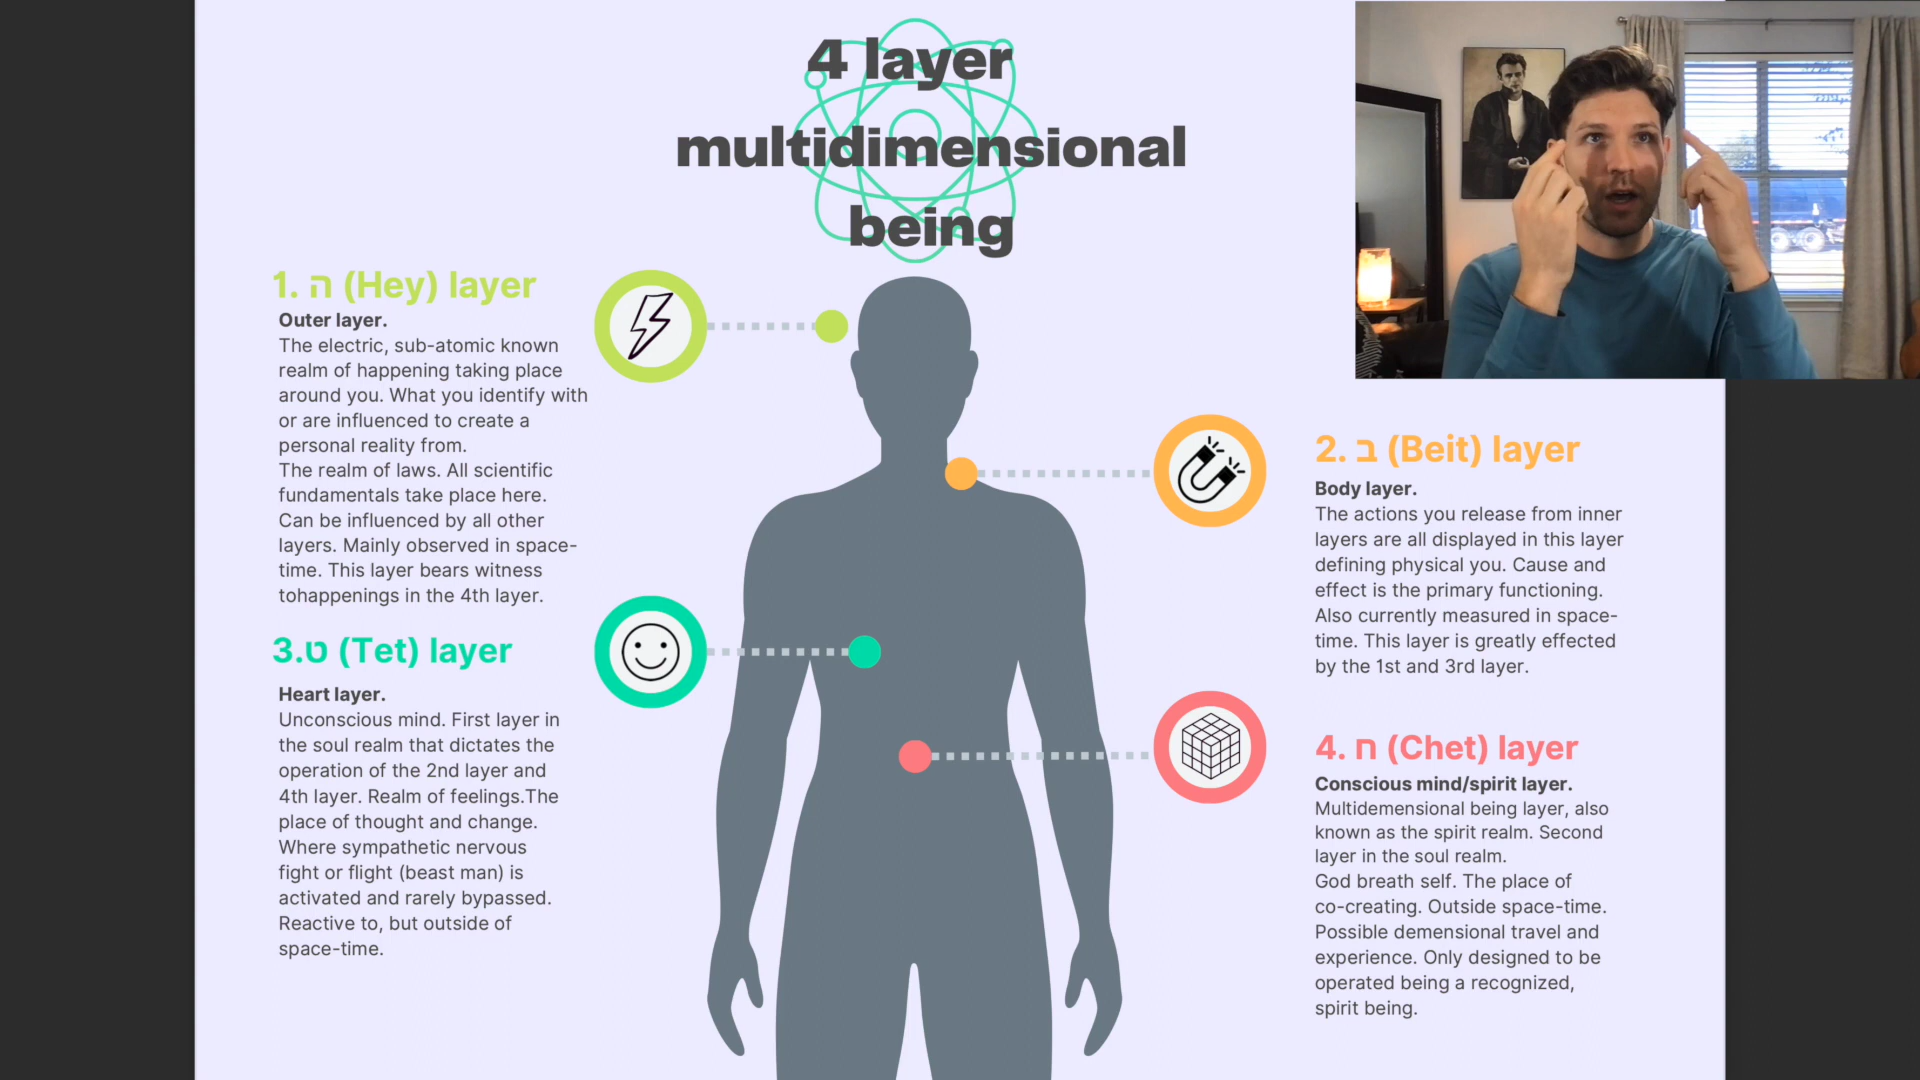 4 layer
multidimensional
being
1. ה (Hey) layer
Outer layer.
The electric, sub-atomic known
realm of happening taking place
around you. What you identify with
or are influenced to create a
personal reality from.
The realm of laws. All scientific
fundamentals take place here.
Can be influenced by all other
layers. Mainly observed in space-
time. This layer bears witness
tohappenings in the 4th layer.
2. ב (Beit) layer
Body layer.
The actions you release from inner
layers are all displayed in this layer
defining physical you. Cause and
effect is the primary functioning.
Also currently measured in space-
time. This layer is greatly effected
by the 1st and 3rd layer.
3.ט (Tet) layer
Heart layer.
Unconscious mind. First layer in
the soul realm that dictates the
operation of the 2nd layer and
4th layer. Realm of feelings.The
place of thought and change.
Where sympathetic nervous
fight or flight (beast man) is
activated and rarely bypassed.
Reactive to, but outside of
space-time.
4. ח (Chet) layer
Conscious mind/spirit layer.
Multidemensional being layer, also
known as the spirit realm. Second
layer in the soul realm.
God breath self. The place of
co-creating. Outside space-time.
Possible demensional travel and
experience. Only designed to be
operated being a recognized,
spirit being.